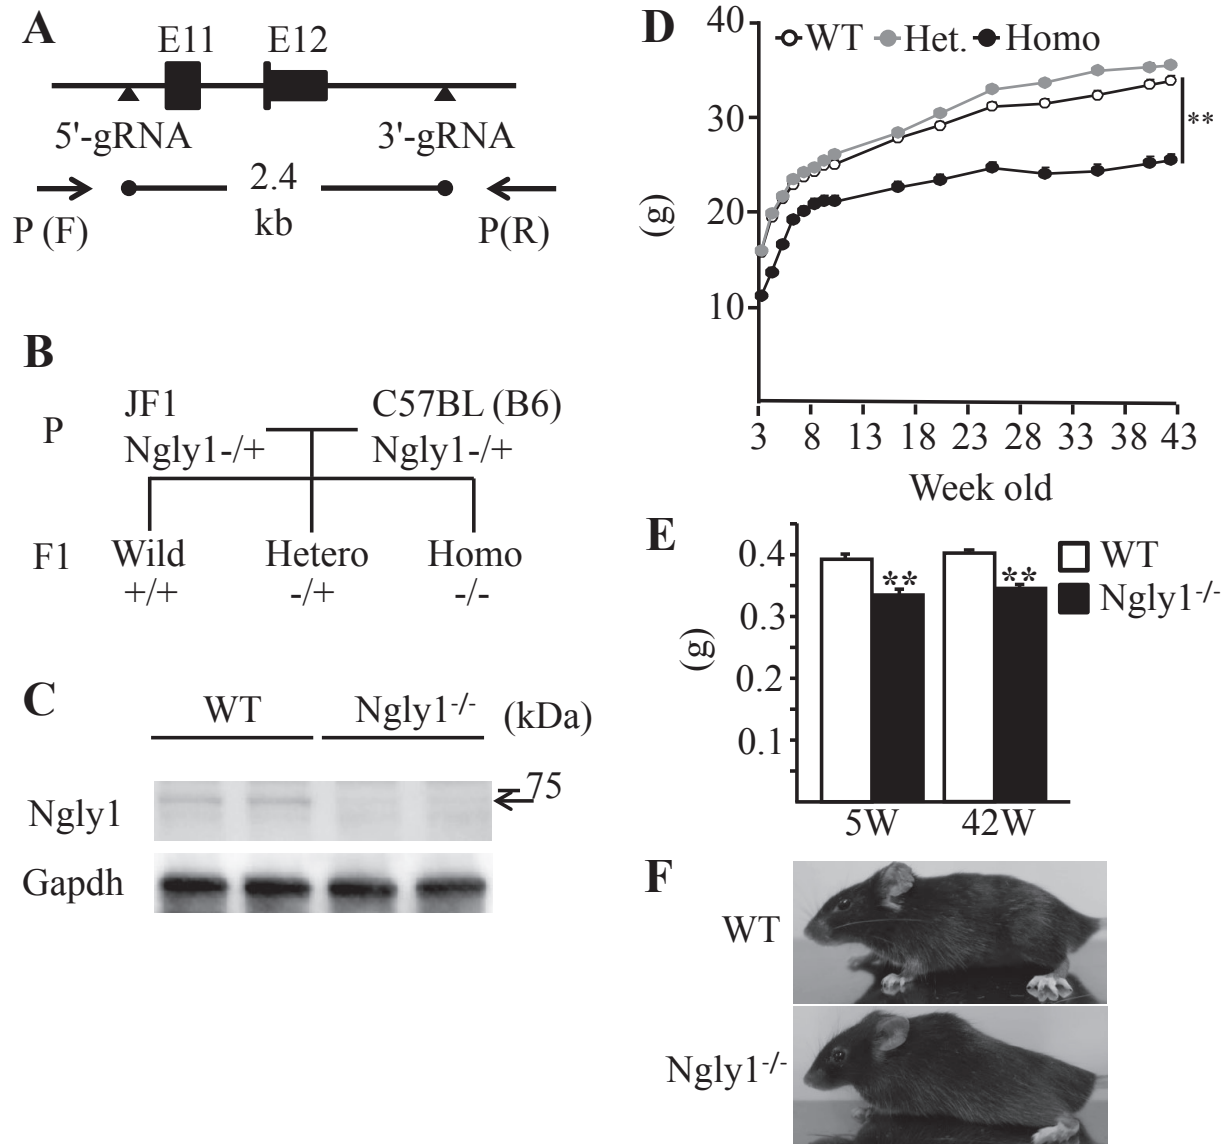 A
E11 E12
5'-gRNA 3'-gRNA
2.4
kb
P (F) P(R)
B
P
JF1 C57BL (B6)
Ngly1-/+ Ngly1-/+
F1 Wild Hetero Homo
+/+ -/+ -/-
C
WT Ngly1-/- (kDa)
75
Ngly1
Gapdh
D
WT Het. Homo
40
30
20
10
(g)
**
3 8 13 18 23 28 33 38 43
Week old
E
WT
Ngly1-/-
0.4
0.3
0.2
0.1
(g)
** **
5W 42W
F
WT
Ngly1-/-